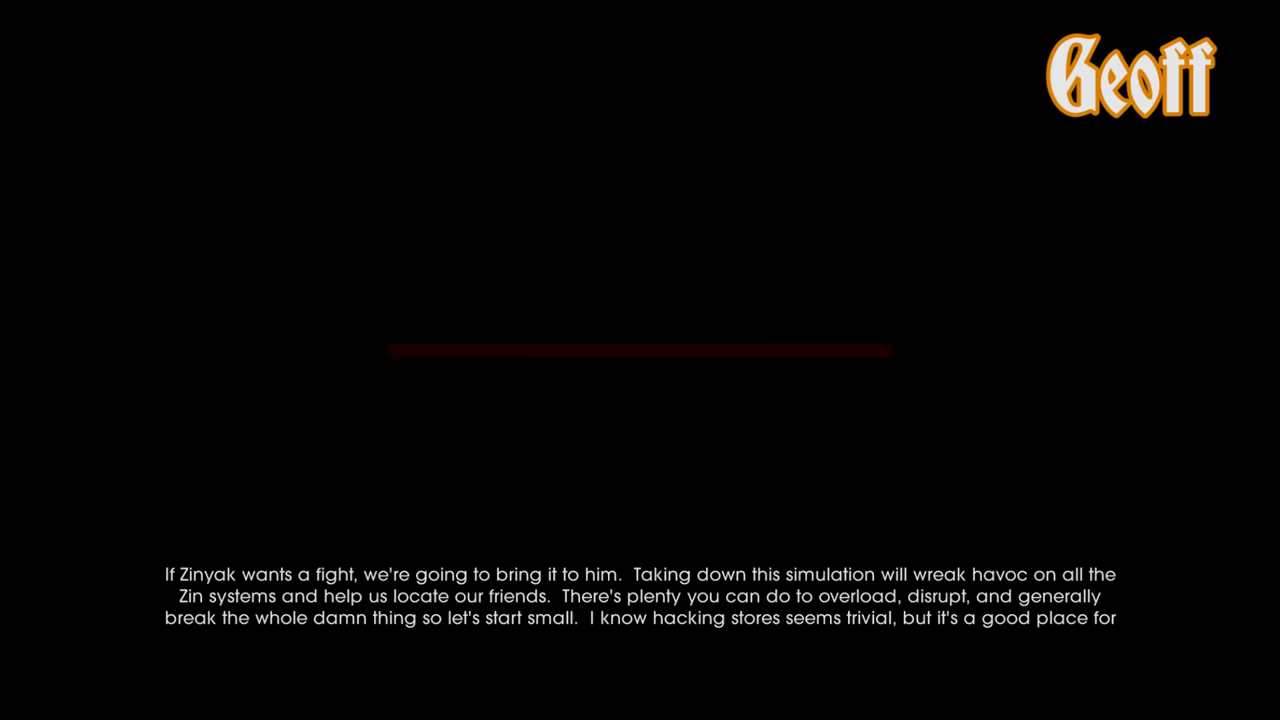 Geoff
If Zinyak wants a fight, we're going to bring it to him.  Taking down this simulation will wreak havoc on all the
Zin systems and help us locate our friends.  There's plenty you can do to overload, disrupt, and generally
break the whole damn thing so let's start small.  I know hacking stores seems trivial, but it's a good place for